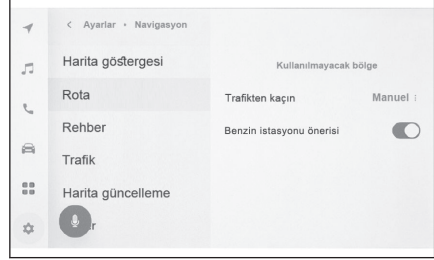 < Ayarlar • Navigasyon
Harita göstergesi
Kullanılmayacak bölge
Rota
Trafikten kaçın Manuel
Rehber
Benzin istasyonu önerisi
Trafik
Harita güncelleme